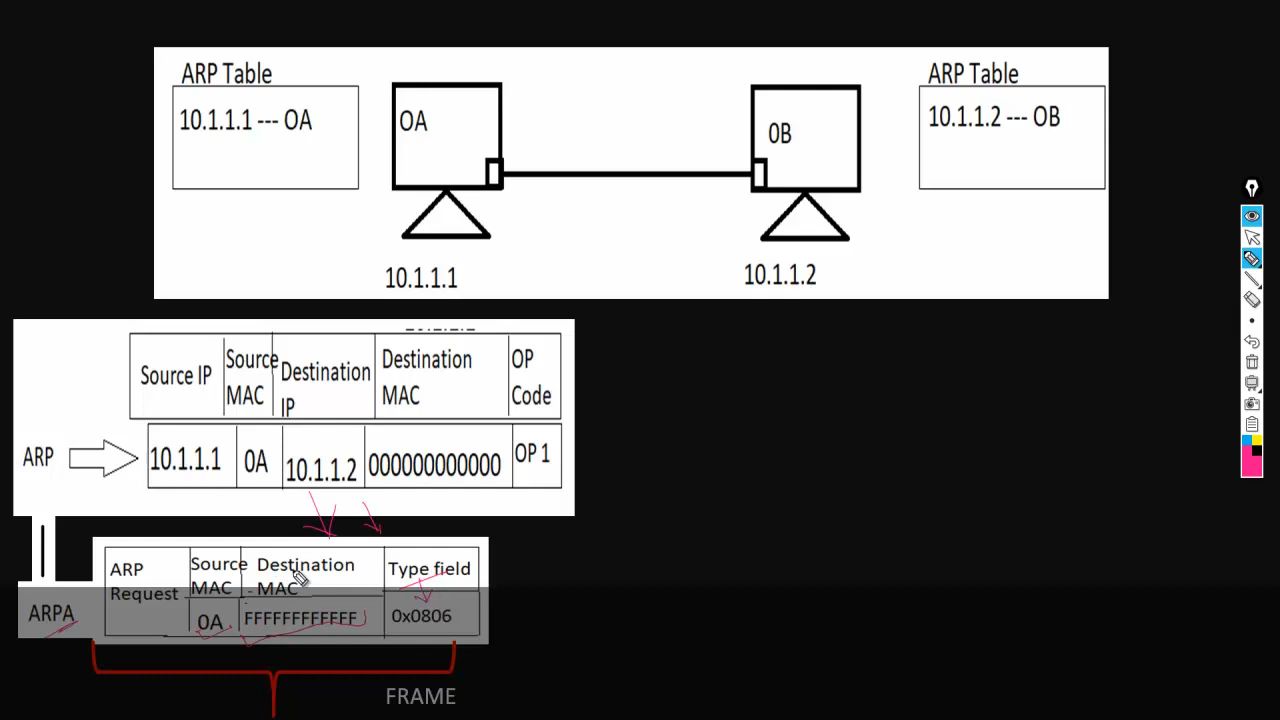 ARP Table
10.1.1.1 --- OA
OA
10.1.1.1
0B
10.1.1.2
ARP Table
10.1.1.2 --- OB
Source IP
Source
MAC
Destination
IP
Destination
MAC
OP
Code
ARP
10.1.1.1
0A
10.1.1.2
000000000000
OP 1
ARPA
ARP
Request
Source
MAC
Destination
MAC
Type field
0A
FFFFFFFFFFFF
0x0806
FRAME